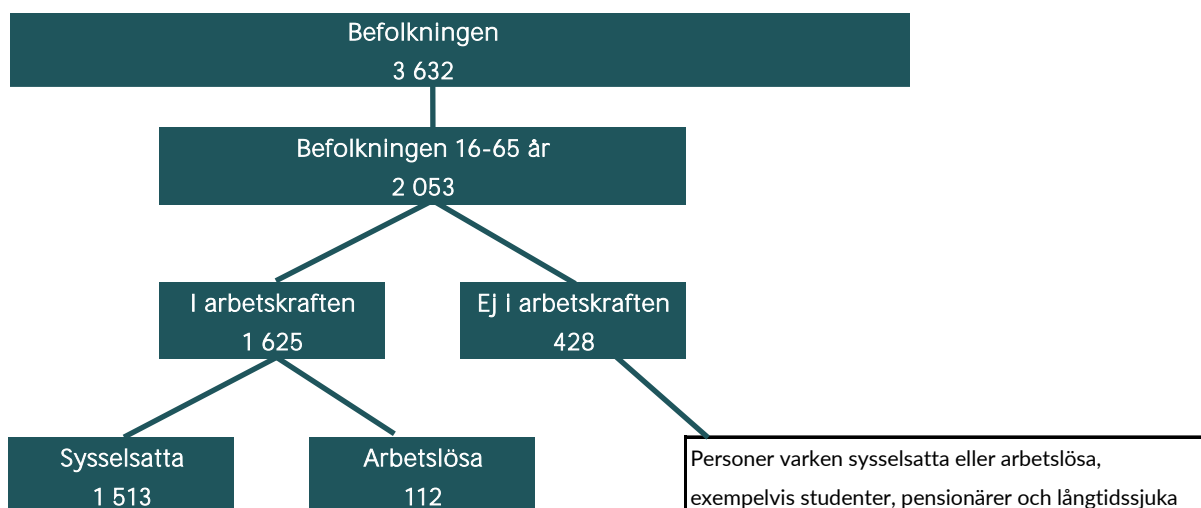 Befolkningen
3 632
Befolkningen 16-65 år
2 053
I arbetskraften
1 625
Ej i arbetskraften
428
Sysselsatta
1 513
Arbetslösa
112
Personer varken sysselsatta eller arbetslösa,
exempelvis studenter, pensionärer och långtidssjuka